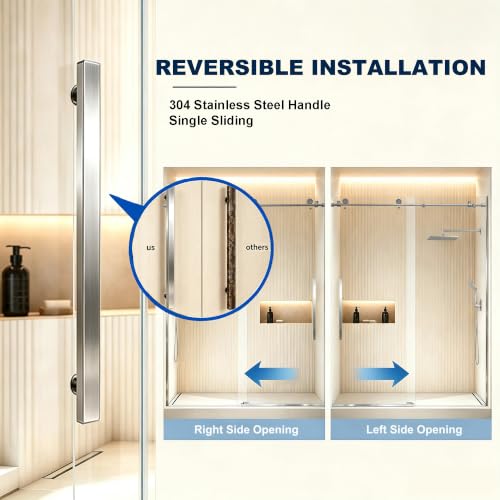 REVERSIBLE INSTALLATION
304 Stainless Steel Handle
Single Sliding
us
others
Right Side Opening
Left Side Opening